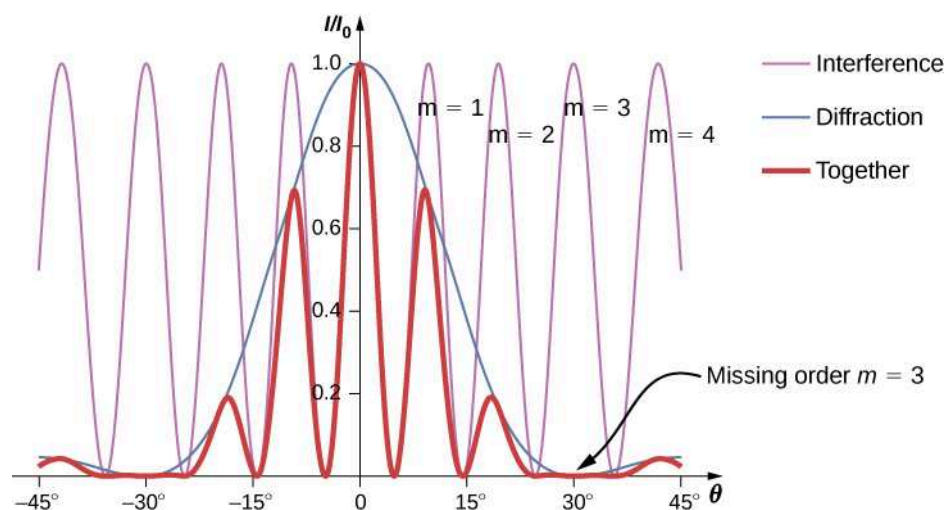 I/I₀
1.0
0.8
0.6
0.4
0.2
m = 1
m = 2
m = 3
m = 4
Interference
Diffraction
Together
Missing order m = 3
–45° –30° –15° 0 15° 30° 45° θ